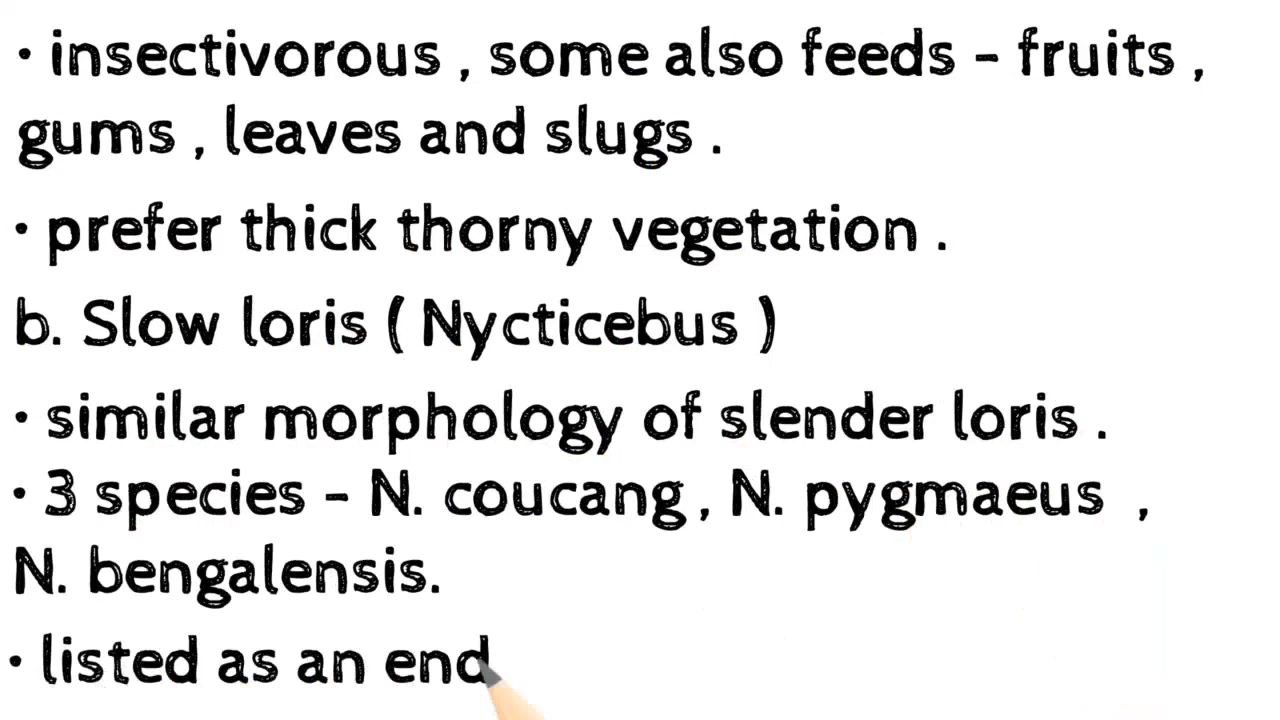 • insectivorous , some also feeds - fruits ,
gums , leaves and slugs .
• prefer thick thorny vegetation .
b. Slow loris ( Nycticebus )
• similar morphology of slender loris .
• 3 species - N. coucang , N. pygmaeus ,
N. bengalensis.
• listed as an end